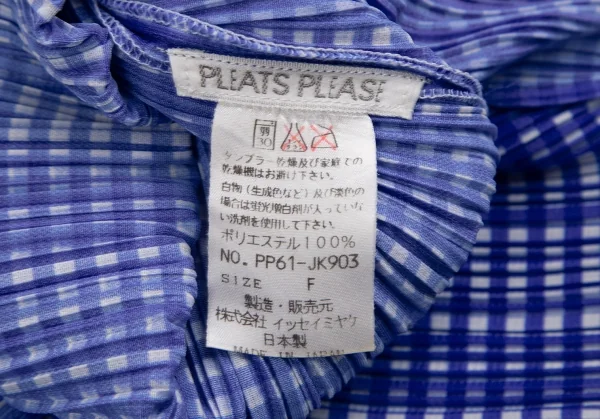 PLEATS PLEASE
弱
30
タンブラー乾燥及び家庭での
乾燥機はお避け下さい。
白物(生成色など)及び淡色の
場合は蛍光増白剤が入っていな
い洗剤を使用して下さい。
ポリエステル100%
NO. PP61-JK903
SIZE F
製造・販売元
株式会社 イッセイミヤケ
日本製
MADE IN JAPAN